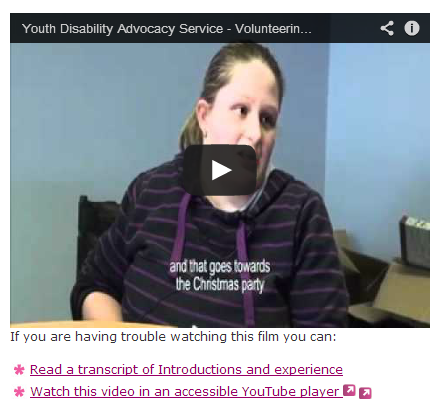 Youth Disability Advocacy Service - Volunteerin...
and that goes towards
the Christmas party
If you are having trouble watching this film you can:
Read a transcript of Introductions and experience
Watch this video in an accessible YouTube player